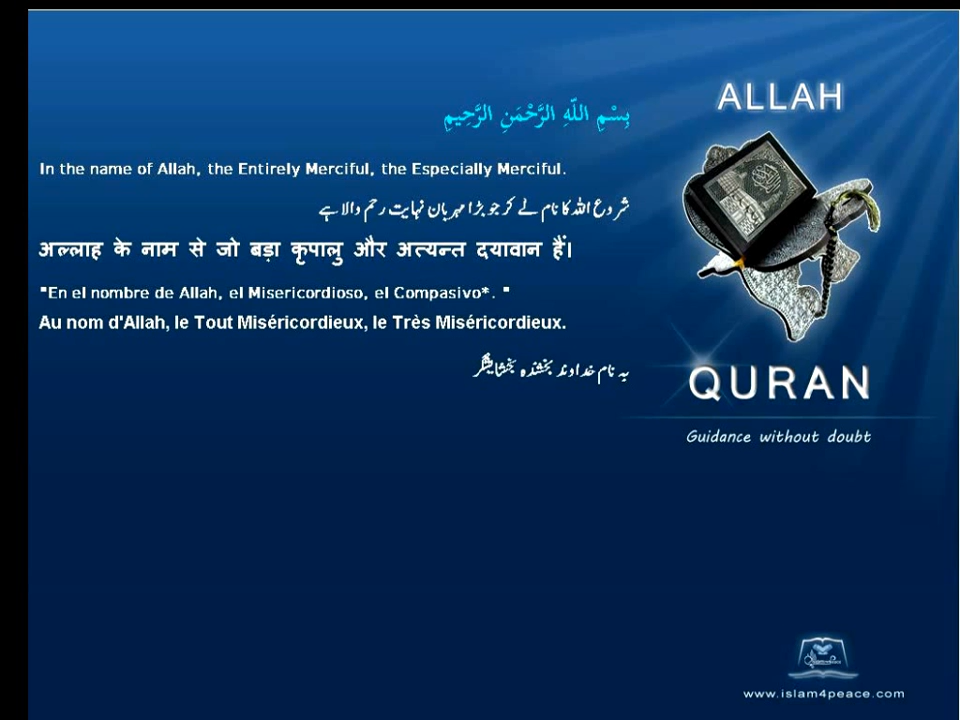 بِسْمِ اللّهِ الرَّحْمَنِ الرَّحِيمِ
In the name of Allah, the Entirely Merciful, the Especially Merciful.
شروع اللہ کا نام لے کر جو بڑا مہربان نہایت رحم والا ہے
अल्लाह के नाम से जो बड़ा कृपालु और अत्यन्त दयावान हैं।
"En el nombre de Allah, el Misericordioso, el Compasivo*. "
Au nom d'Allah, le Tout Miséricordieux, le Très Miséricordieux.
به نام خداوند بخشنده بخشایشگر
ALLAH
QURAN
Guidance without doubt
www.islam4peace.com